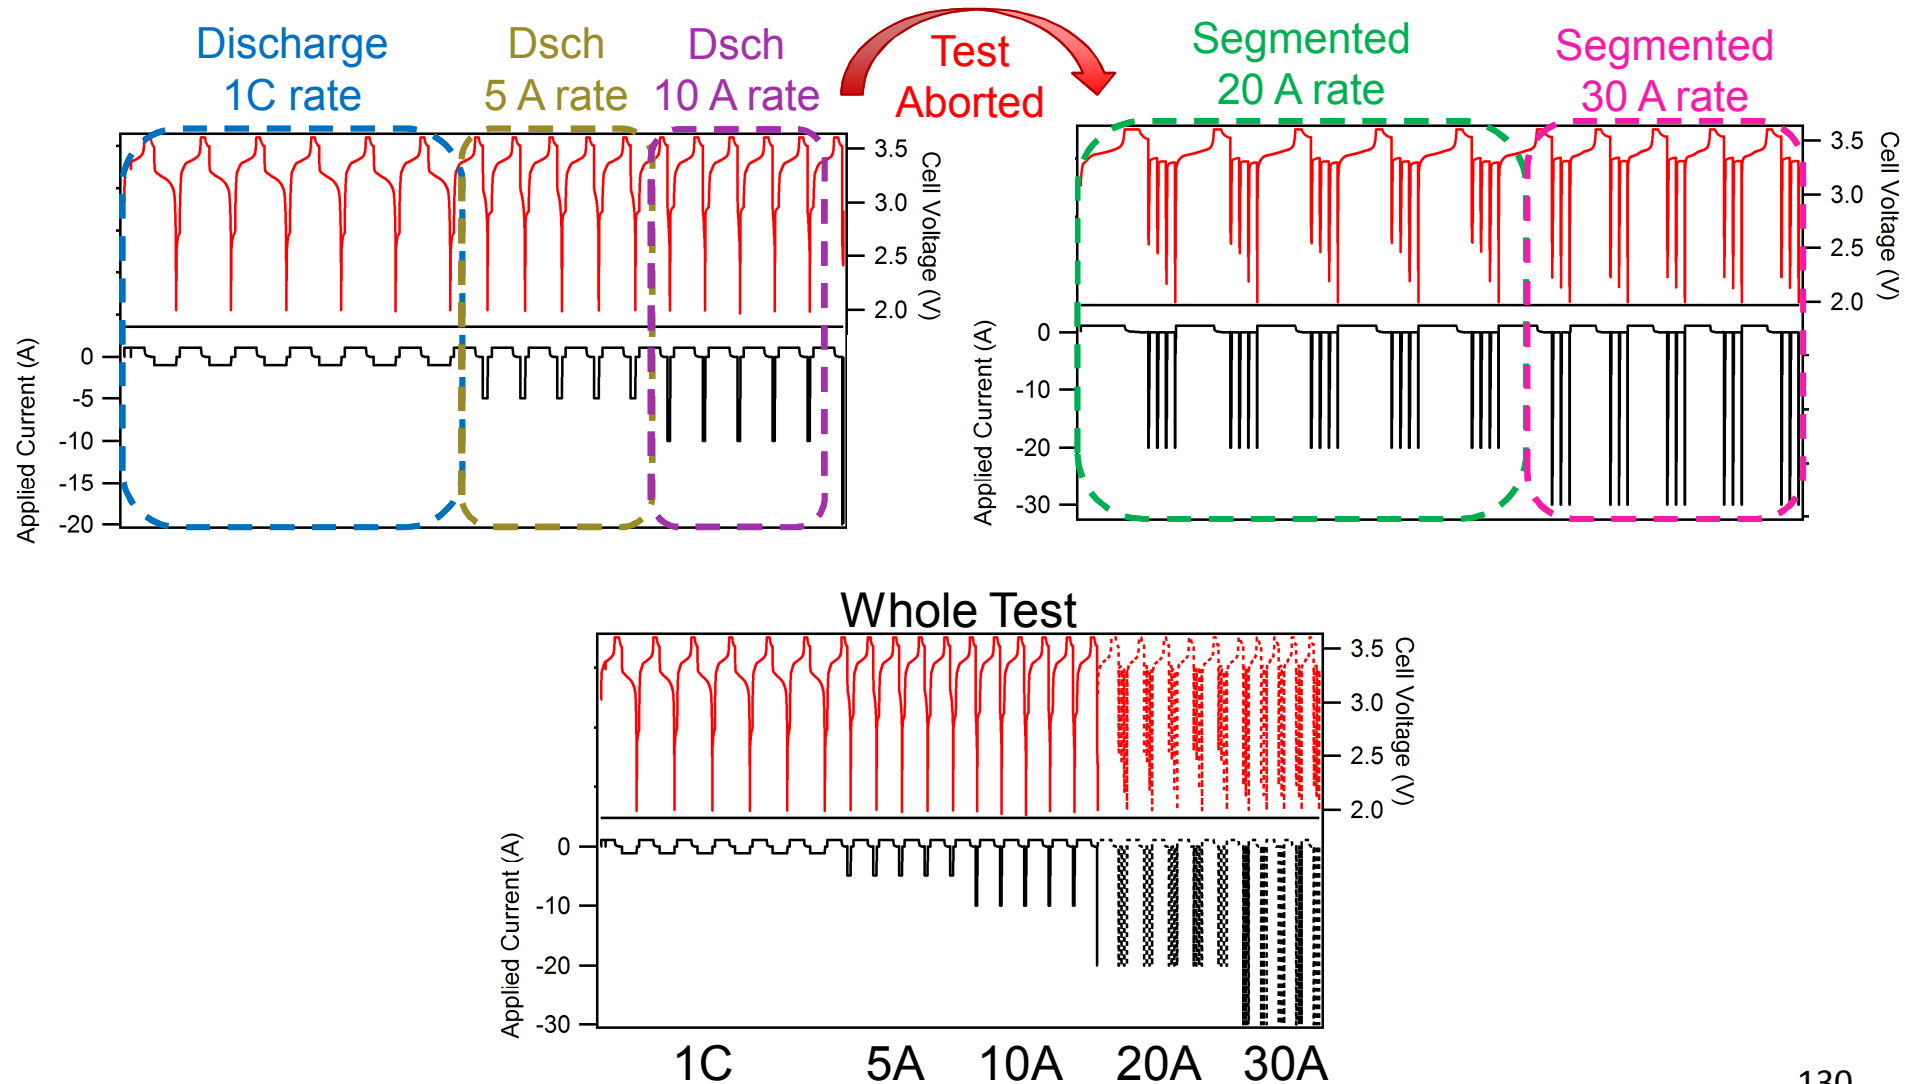 Discharge
1C rate
Dsch
5 A rate
Dsch
10 A rate
Test
Aborted
Segmented
20 A rate
Segmented
30 A rate
3.5
3.0
2.5
2.0
Cell Voltage (V)
0
-5
-10
-15
-20
Applied Current (A)
3.5
3.0
2.5
2.0
Cell Voltage (V)
0
-10
-20
-30
Applied Current (A)
Whole Test
3.5
3.0
2.5
2.0
Cell Voltage (V)
0
-10
-20
-30
Applied Current (A)
1C 5A 10A 20A 30A
130